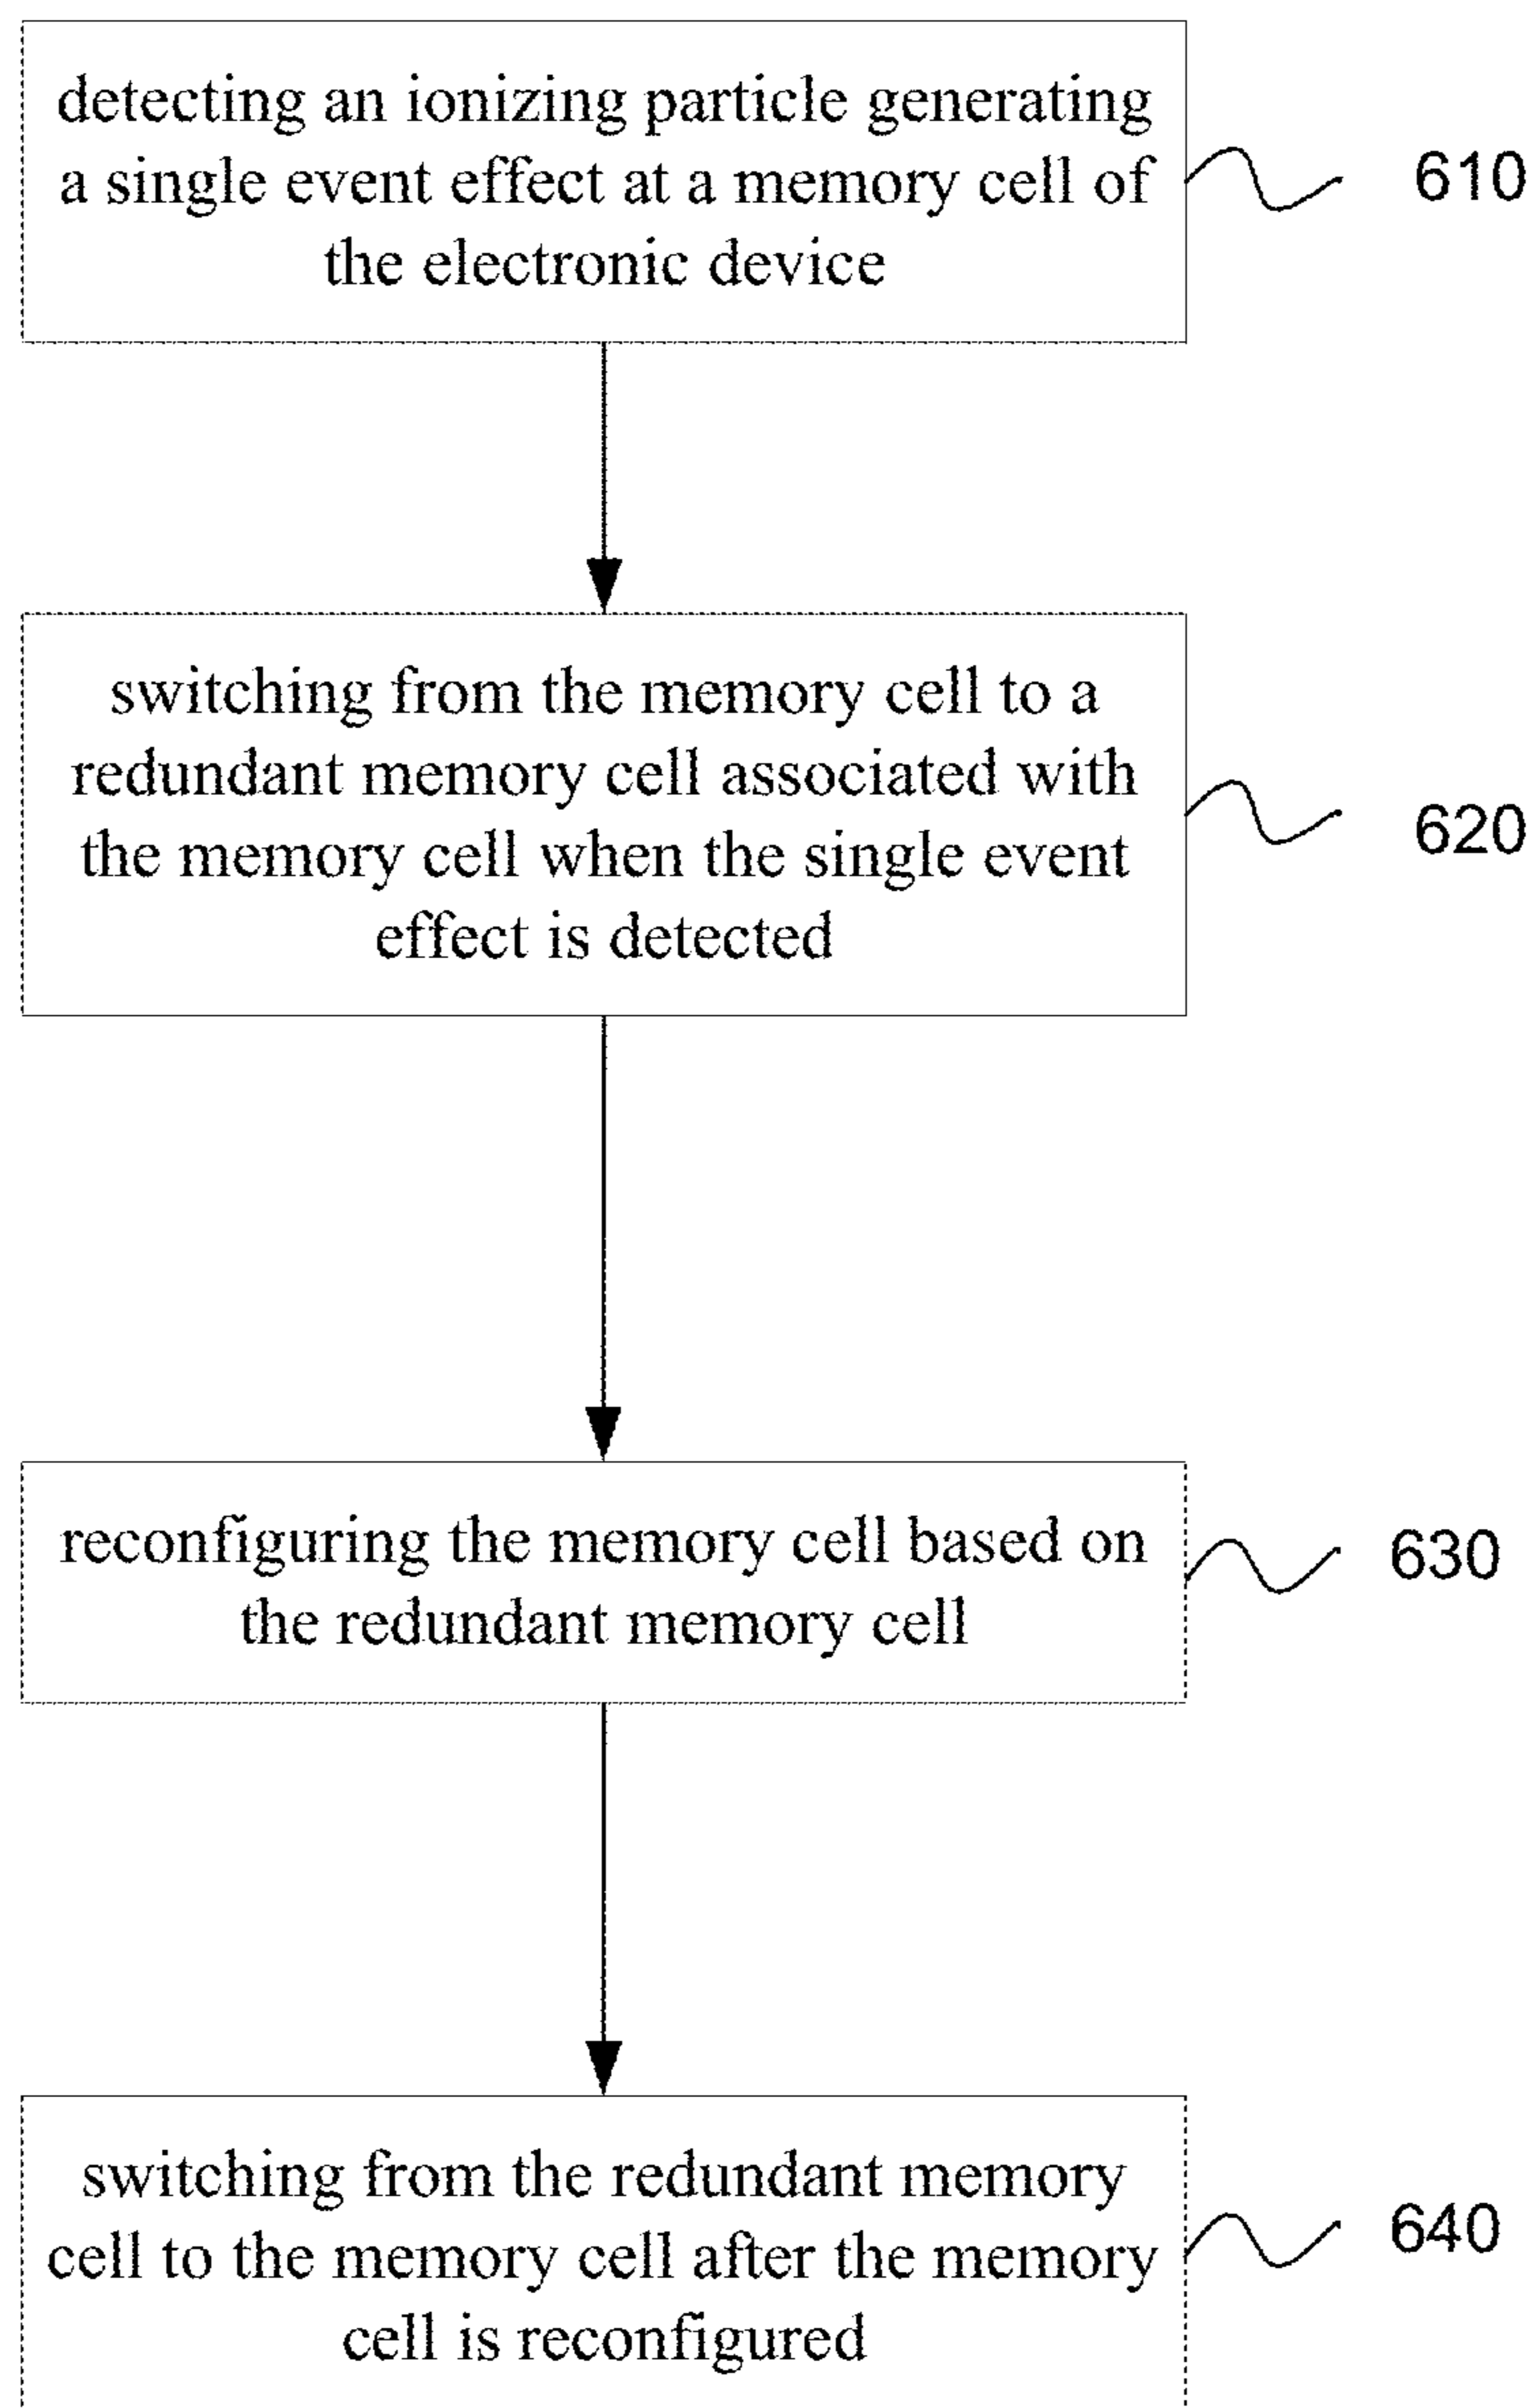 detecting an ionizing particle generating
a single event effect at a memory cell of
the electronic device
610
switching from the memory cell to a
redundant memory cell associated with
the memory cell when the single event
effect is detected
620
reconfiguring the memory cell based on
the redundant memory cell
630
switching from the redundant memory
cell to the memory cell after the memory
cell is reconfigured
640